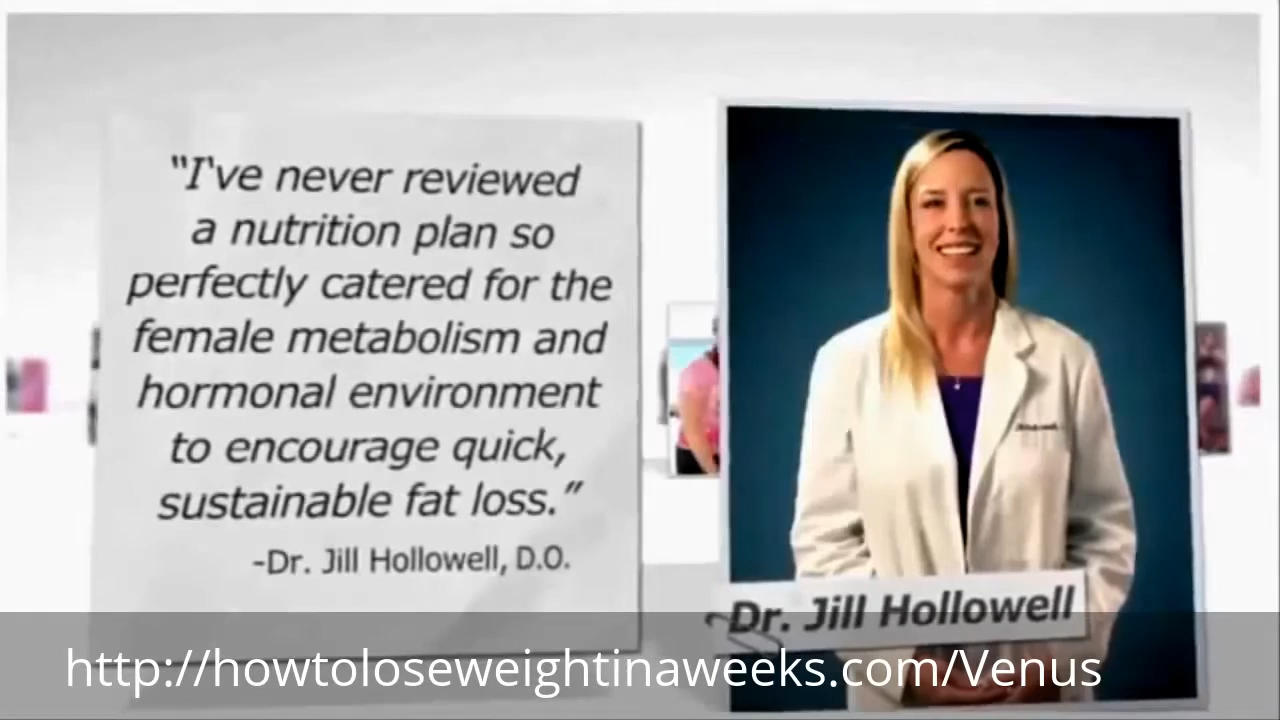 “I've never reviewed
a nutrition plan so
perfectly catered for the
female metabolism and
hormonal environment
to encourage quick,
sustainable fat loss.”
-Dr. Jill Hollowell, D.O.
Dr. Jill Hollowell
http://howtoloseweightinaweeks.com/Venus